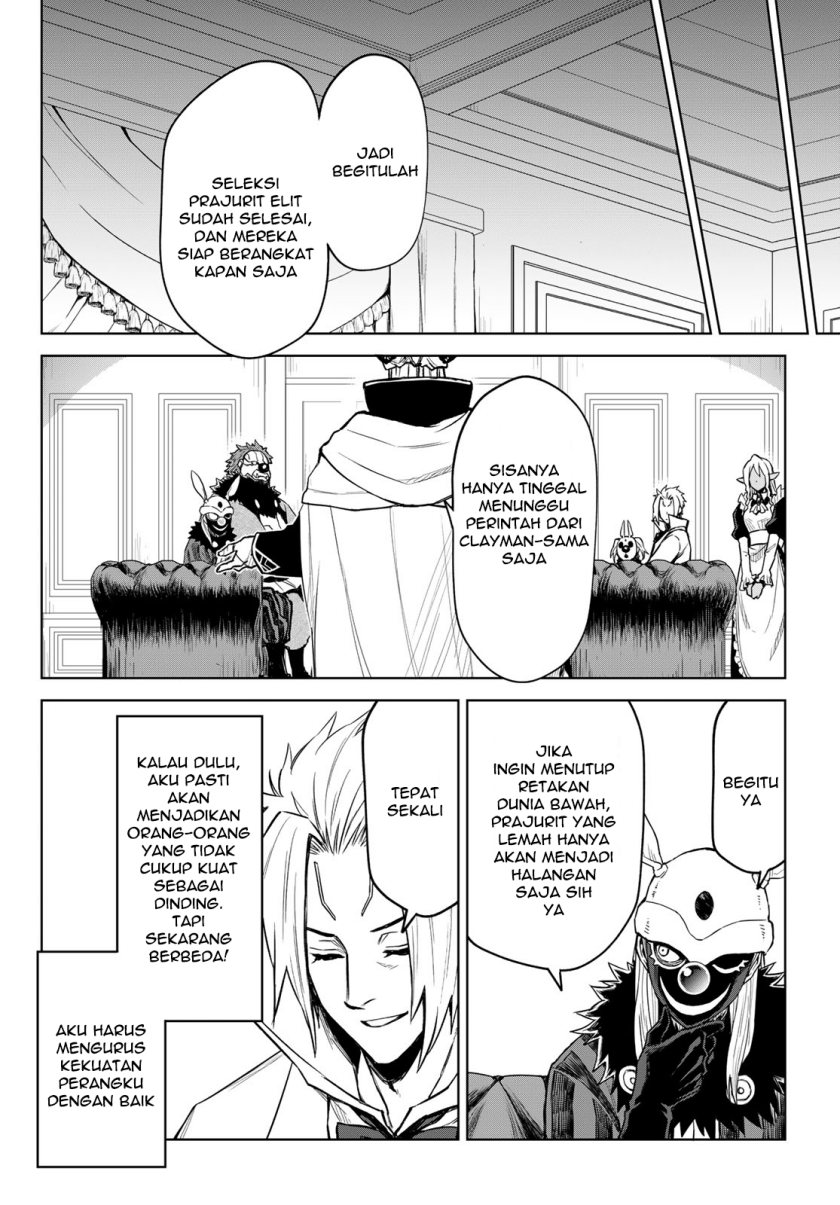 JADI
BEGITULAH
SELEKSI
PRAJURIT ELIT
SUDAH SELESAI,
DAN MEREKA
SIAP BERANGKAT
KAPAN SAJA
SISANYA
HANYA TINGGAL
MENUNGGU
PERINTAH DARI
CLAYMAN-SAMA
SAJA
BEGITU
YA
JIKA
INGIN MENUTUP
RETAKAN
DUNIA BAWAH,
PRAJURIT YANG
LEMAH HANYA
AKAN MENJADI
HALANGAN
SAJA SIH
YA
TEPAT
SEKALI
KALAU DULU,
AKU PASTI
AKAN
MENJADIKAN
ORANG-ORANG
YANG TIDAK
CUKUP KUAT
SEBAGAI
DINDING.
TAPI
SEKARANG
BERBEDA!
AKU HARUS
MENGURUS
KEKUATAN
PERANGKU
DENGAN BAIK